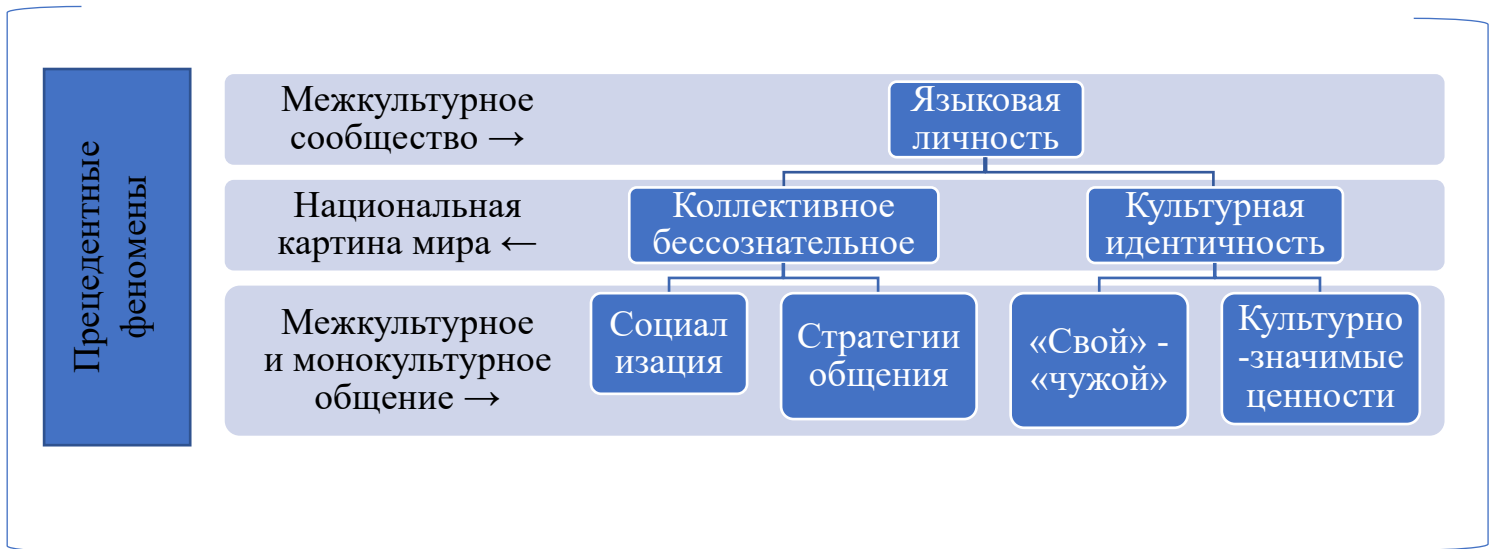 Прецедентные
феномены
Межкультурное
сообщество →
Языковая
личность
Национальная
картина мира ←
Коллективное
бессознательное
Культурная
идентичность
Межкультурное
и монокультурное
общение →
Социал
изация
Стратегии
общения
«Свой» -
«чужой»
Культурно
-значимые
ценности